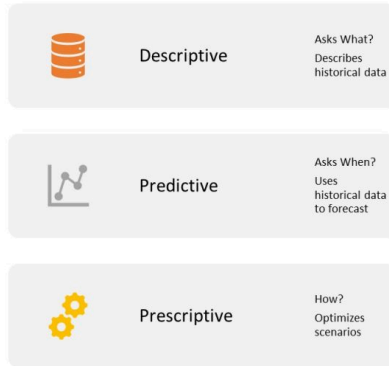 Descriptive
Asks What?
Describes
historical data
Predictive
Asks When?
Uses
historical data
to forecast
Prescriptive
How?
Optimizes
scenarios